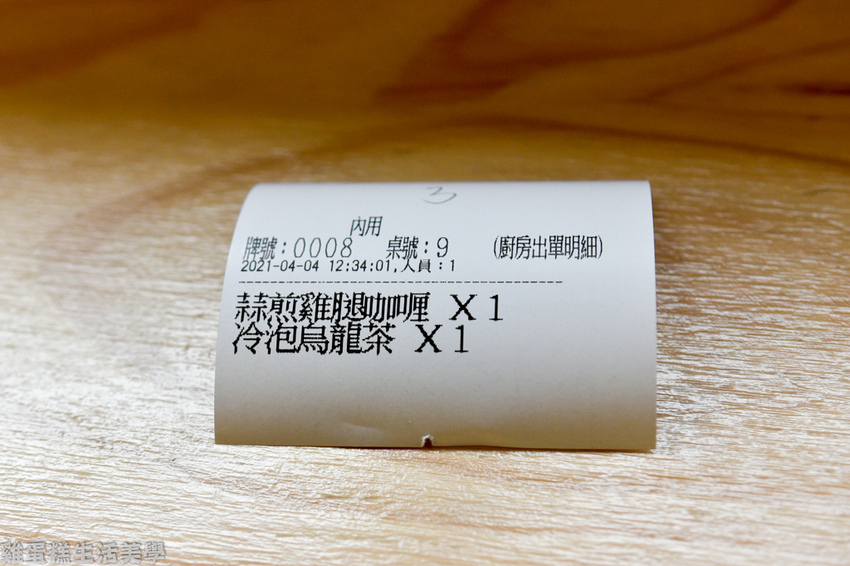 3
內用
牌號：0008 桌號：9 (廚房出單明細)
2021-04-04 12:34:01,人員：1
蒜煎雞腿咖喱 X1
冷泡烏龍茶 X1
雞蛋糕生活美學